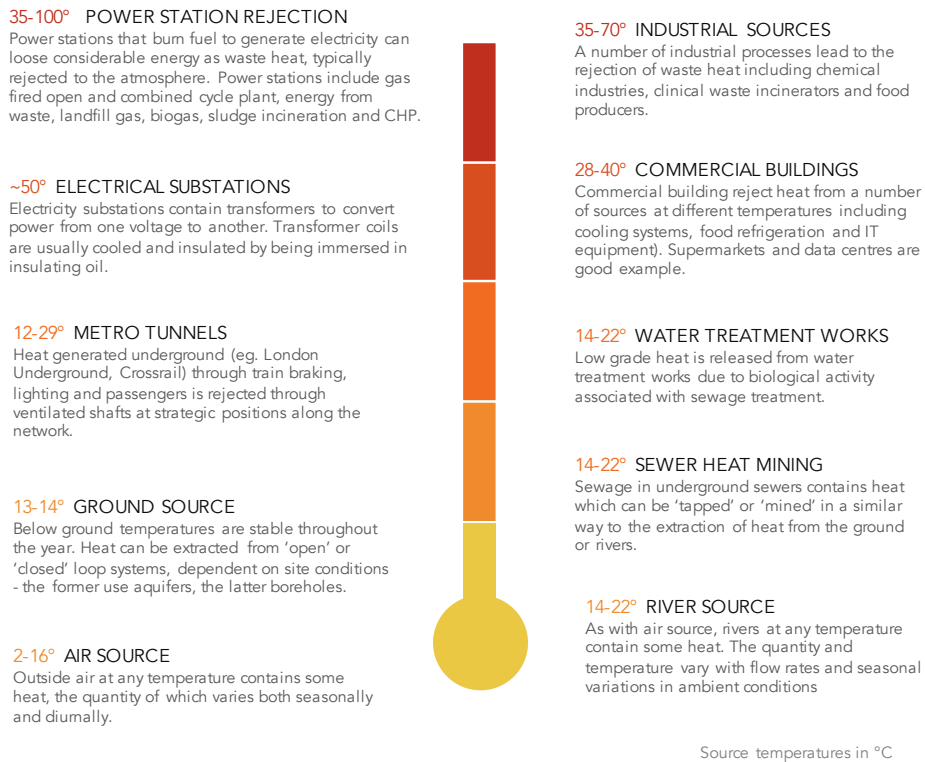 35-100° POWER STATION REJECTION
Power stations that burn fuel to generate electricity can
loose considerable energy as waste heat, typically
rejected to the atmosphere. Power stations include gas
fired open and combined cycle plant, energy from
waste, landfill gas, biogas, sludge incineration and CHP.
~50° ELECTRICAL SUBSTATIONS
Electricity substations contain transformers to convert
power from one voltage to another. Transformer coils
are usually cooled and insulated by being immersed in
insulating oil.
12-29° METRO TUNNELS
Heat generated underground (eg. London
Underground, Crossrail) through train braking,
lighting and passengers is rejected through
ventilated shafts at strategic positions along the
network.
13-14° GROUND SOURCE
Below ground temperatures are stable throughout
the year. Heat can be extracted from ‘open’ or
‘closed’ loop systems, dependent on site conditions
- the former use aquifers, the latter boreholes.
2-16° AIR SOURCE
Outside air at any temperature contains some
heat, the quantity of which varies both seasonally
and diurnally.
35-70° INDUSTRIAL SOURCES
A number of industrial processes lead to the
rejection of waste heat including chemical
industries, clinical waste incinerators and food
producers.
28-40° COMMERCIAL BUILDINGS
Commercial building reject heat from a number
of sources at different temperatures including
cooling systems, food refrigeration and IT
equipment). Supermarkets and data centres are
good example.
14-22° WATER TREATMENT WORKS
Low grade heat is released from water
treatment works due to biological activity
associated with sewage treatment.
14-22° SEWER HEAT MINING
Sewage in underground sewers contains heat
which can be ‘tapped’ or ‘mined’ in a similar
way to the extraction of heat from the ground
or rivers.
14-22° RIVER SOURCE
As with air source, rivers at any temperature
contain some heat. The quantity and
temperature vary with flow rates and seasonal
variations in ambient conditions
Source temperatures in °C